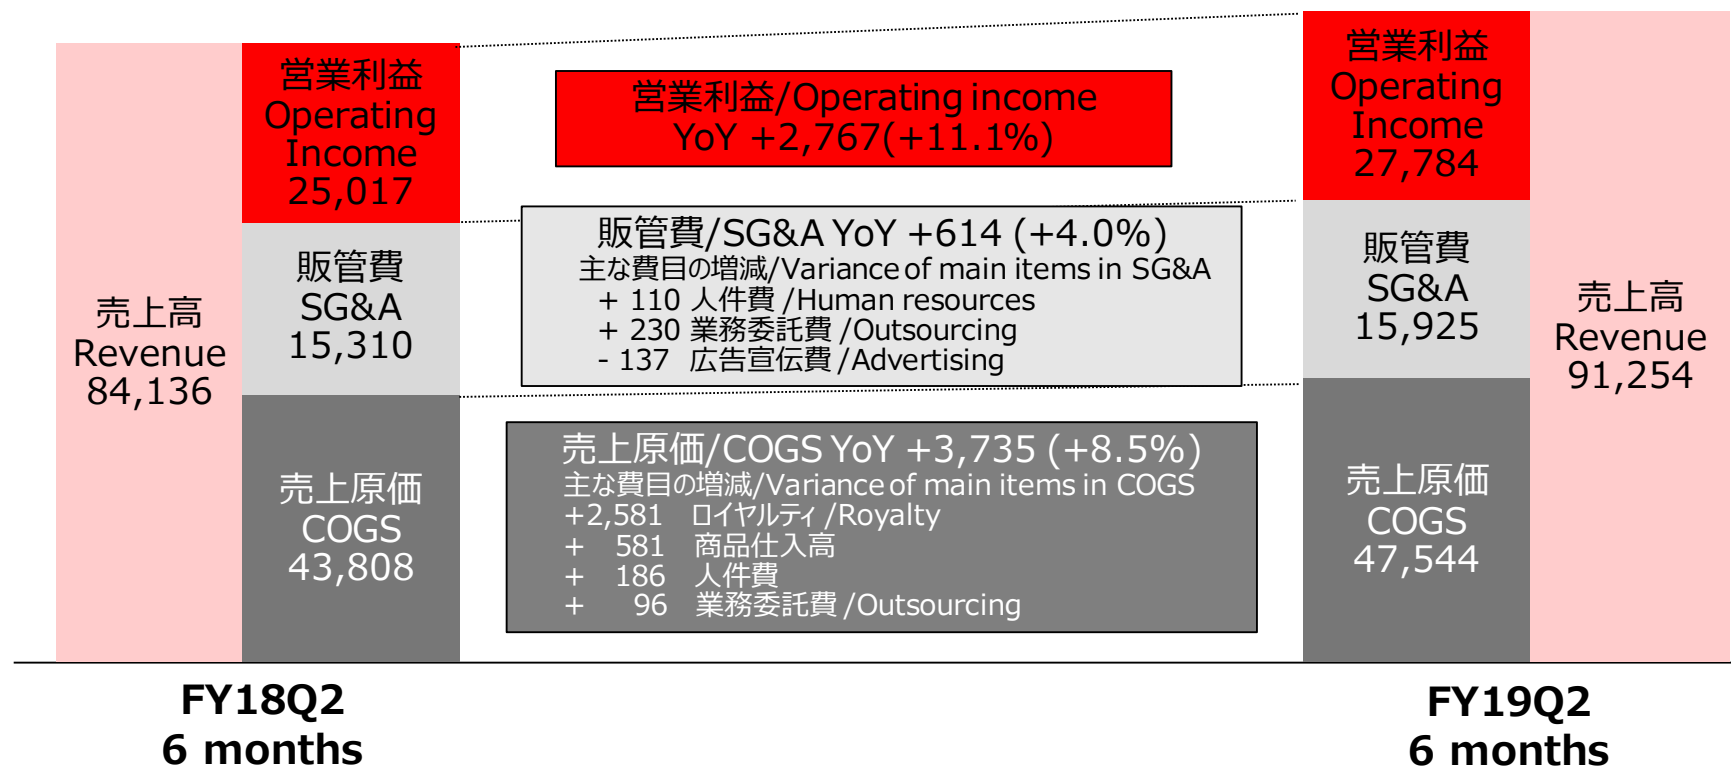 売上高
Revenue
84,136
営業利益
Operating
Income
25,017
販管費
SG&A
15,310
売上原価
COGS
43,808
営業利益/Operating income
YoY +2,767(+11.1%)
販管費/SG&A YoY +614 (+4.0%)
主な費目の増減/Variance of main items in SG&A
+ 110 人件費 /Human resources
+ 230 業務委託費 /Outsourcing
- 137 広告宣伝費 /Advertising
売上原価/COGS YoY +3,735 (+8.5%)
主な費目の増減/Variance of main items in COGS
+2,581 ロイヤルティ /Royalty
+ 581 商品仕入高
+ 186 人件費
+ 96 業務委託費 /Outsourcing
営業利益
Operating
Income
27,784
販管費
SG&A
15,925
売上原価
COGS
47,544
売上高
Revenue
91,254
FY18Q2
6 months
FY19Q2
6 months